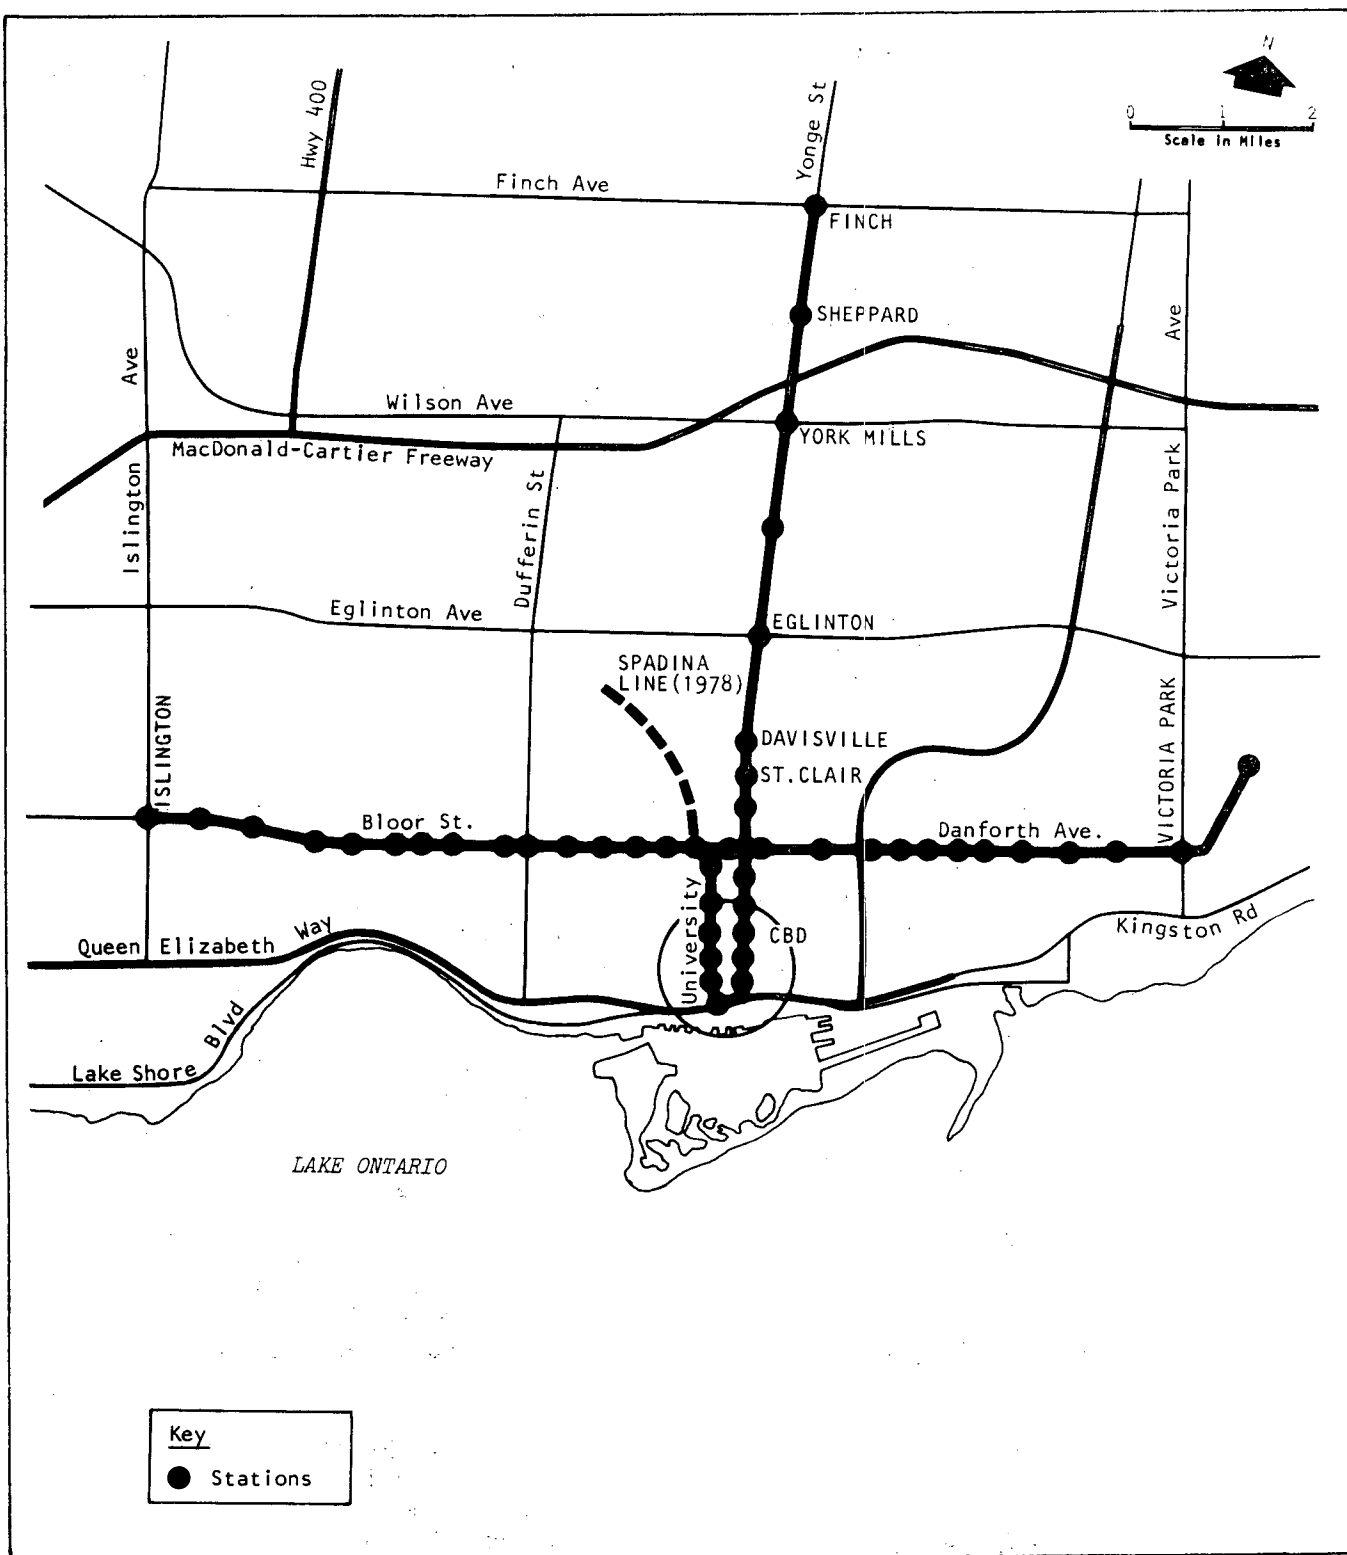 N
0 1 2
Scale in Miles
Hwy 400
Yonge St
Finch Ave
FINCH
SHEPPARD
Islington Ave
Victoria Park Ave
Wilson Ave
YORK MILLS
MacDonald-Cartier Freeway
Dufferin St
Eglinton Ave
EGLINTON
SPADINA
LINE(1978)
DAVISVILLE
ST.CLAIR
ISLINGTON
VICTORIA PARK
Bloor St.
Danforth Ave.
University
CBD
Kingston Rd
Queen Elizabeth Way
Lake Shore Blvd
LAKE ONTARIO
Key
Stations